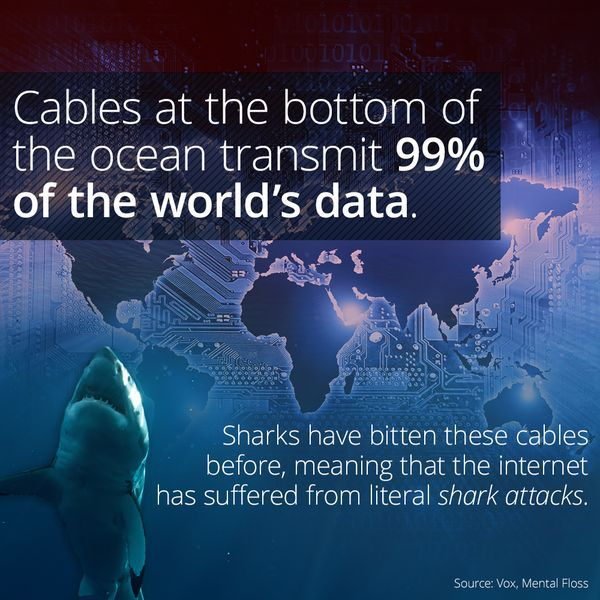 Cables at the bottom of
the ocean transmit 99%
of the world's data.
Sharks have bitten these cables
before, meaning that the internet
has suffered from literal shark attacks.
Source: Vox, Mental Floss